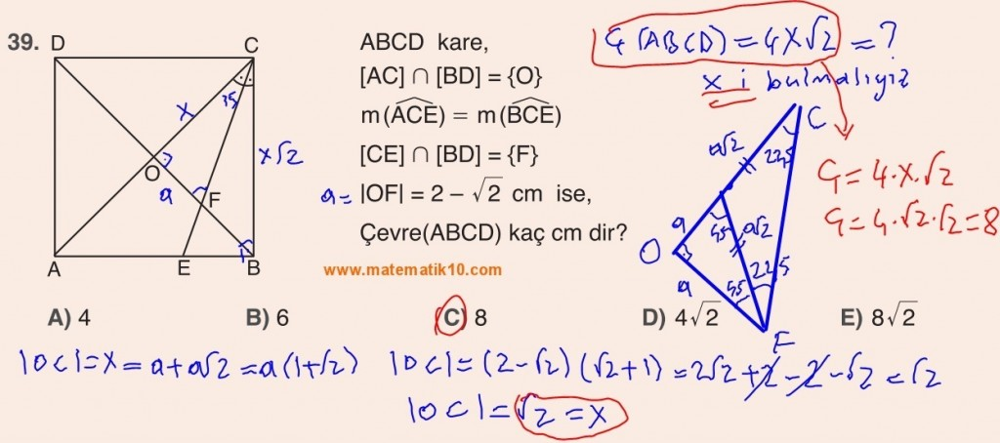 39. D C
A E B
O F
x 
x√2
a
ABCD kare,
[AC] ∩ [BD] = {O}
m(ACE) = m(BCE)
[CE] ∩ [BD] = {F}
a = |OF| = 2 − √2 cm ise,
Çevre(ABCD) kaç cm dir?
www.matematik10.com
Ç(ABCD) = 4x√2 = ?
x i bulmalıyız
C
a√2
22,5
a
45
a√2
O
22,5
a
45
F
Ç = 4·x·√2
Ç = 4·√2·√2 = 8
A) 4 B) 6 C) 8 D) 4√2 E) 8√2
|OC| = x = a + a√2 = a(1+√2)
|OC| = (2−√2)(√2+1) = 2√2 + 2 − 2 − √2 = √2
|OC| = √2 = x